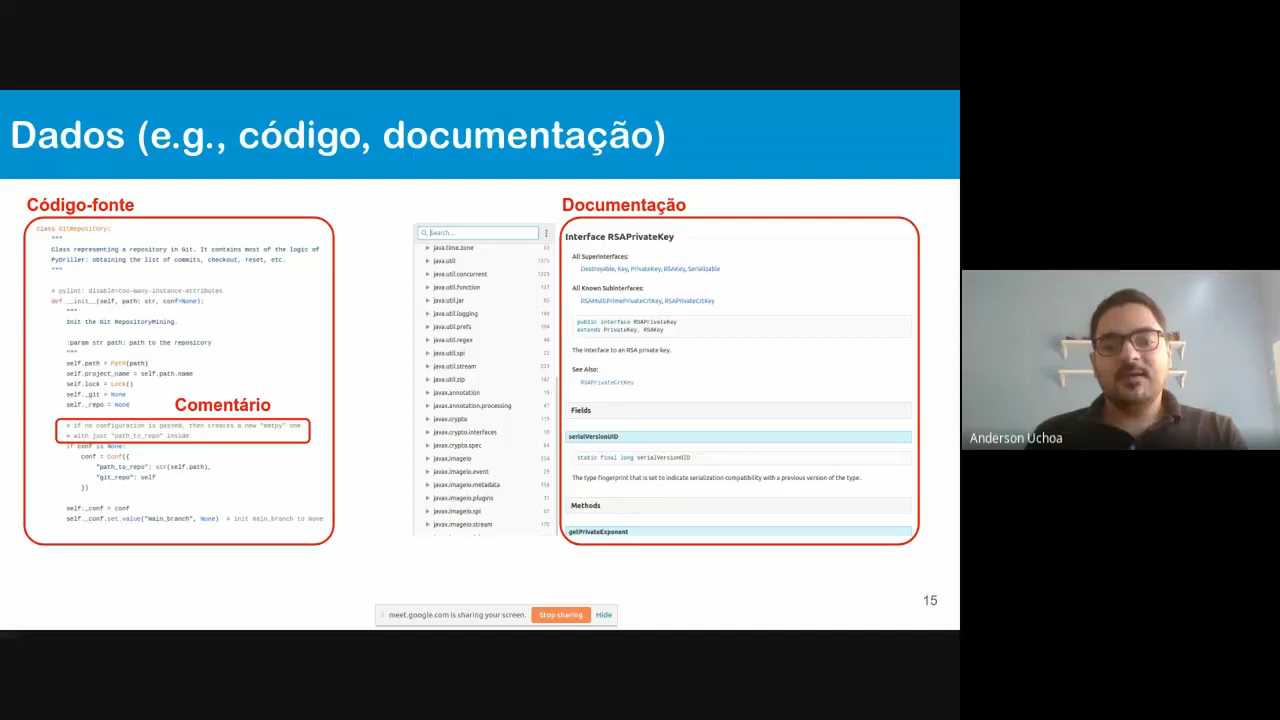 Dados (e.g., código, documentação)
Código-fonte
class GitRepository:
"""
Class representing a repository in Git. It contains most of the logic of
PyDriller: obtaining the list of commits, checkout, reset, etc.
"""
# pylint: disable=too-many-instance-attributes
def __init__(self, path: str, conf=None):
"""
Init the Git RepositoryMining.
:param str path: path to the repository
"""
self.path = Path(path)
self.project_name = self.path.name
self.lock = Lock()
self._git = None
self._repo = None
Comentário
# if no configuration is passed, then creates a new "emtpy" one
# with just "path_to_repo" inside.
if conf is None:
conf = Conf({
"path_to_repo": str(self.path),
"git_repo": self
})
self._conf = conf
self._conf.set_value("main_branch", None) # init main_branch to None
Search...
java.time.zone
java.util
java.util.concurrent
java.util.function
java.util.jar
java.util.logging
java.util.prefs
java.util.regex
java.util.spi
java.util.stream
java.util.zip
javax.annotation
javax.annotation.processing
javax.crypto
javax.crypto.interfaces
javax.crypto.spec
javax.imageio
javax.imageio.event
javax.imageio.metadata
javax.imageio.plugins
javax.imageio.spi
javax.imageio.stream
Documentação
Interface RSAPrivateKey
All Superinterfaces:
Destroyable, Key, PrivateKey, RSAKey, Serializable
All Known Subinterfaces:
RSAMultiPrimePrivateCrtKey, RSAPrivateCrtKey
public interface RSAPrivateKey
extends PrivateKey, RSAKey
The interface to an RSA private key.
See Also:
RSAPrivateCrtKey
Fields
serialVersionUID
static final long serialVersionUID
The type fingerprint that is set to indicate serialization compatibility with a previous version of the type.
Methods
getPrivateExponent
15
meet.google.com is sharing your screen. Stop sharing Hide
Anderson Uchoa